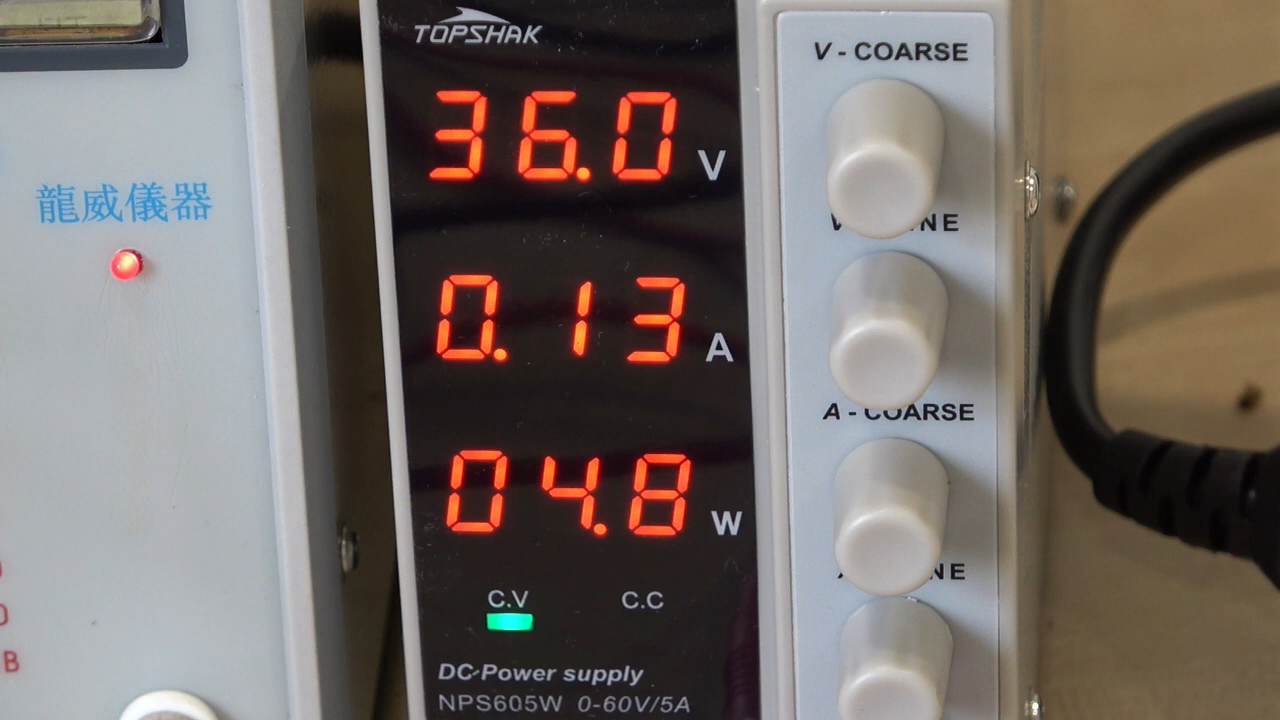 龍威儀器
TOPSHAK
36.0 V
0.13 A
04.8 W
C.V C.C
DC-Power supply
NPS605W 0-60V/5A
V - COARSE
A - COARSE
B